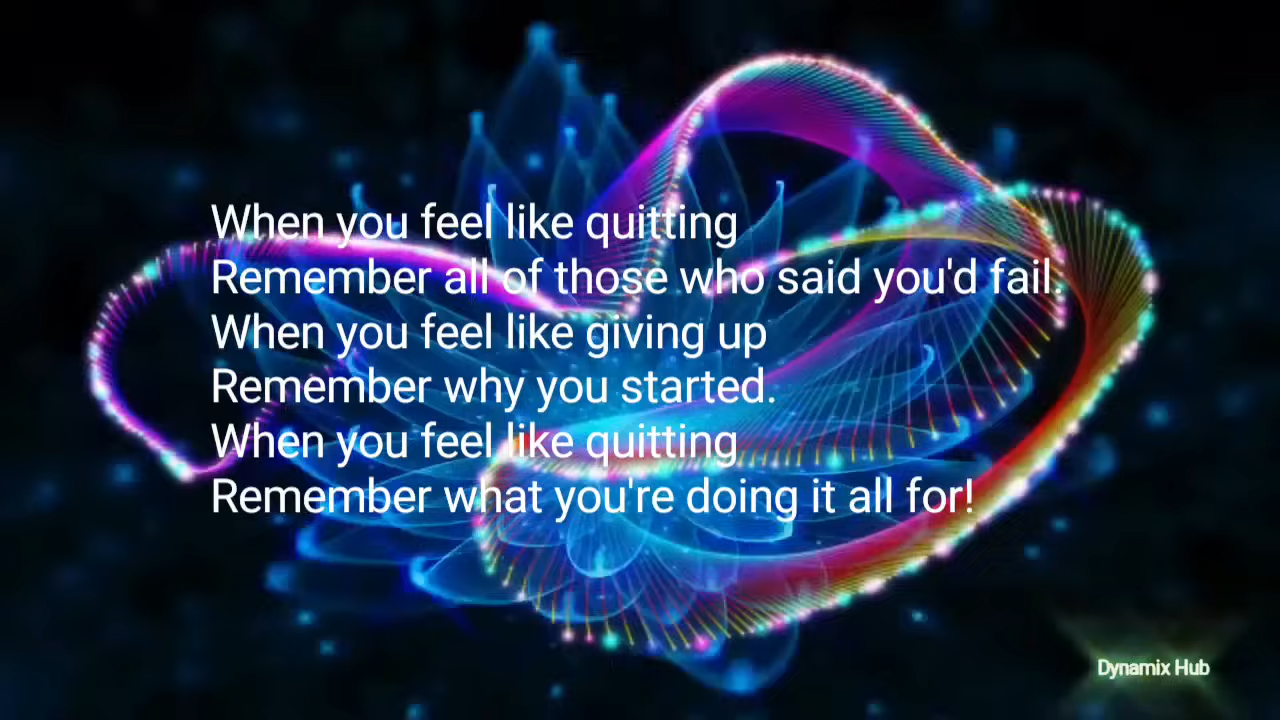 When you feel like quitting
Remember all of those who said you'd fail.
When you feel like giving up
Remember why you started.
When you feel like quitting
Remember what you're doing it all for!
Dynamix Hub